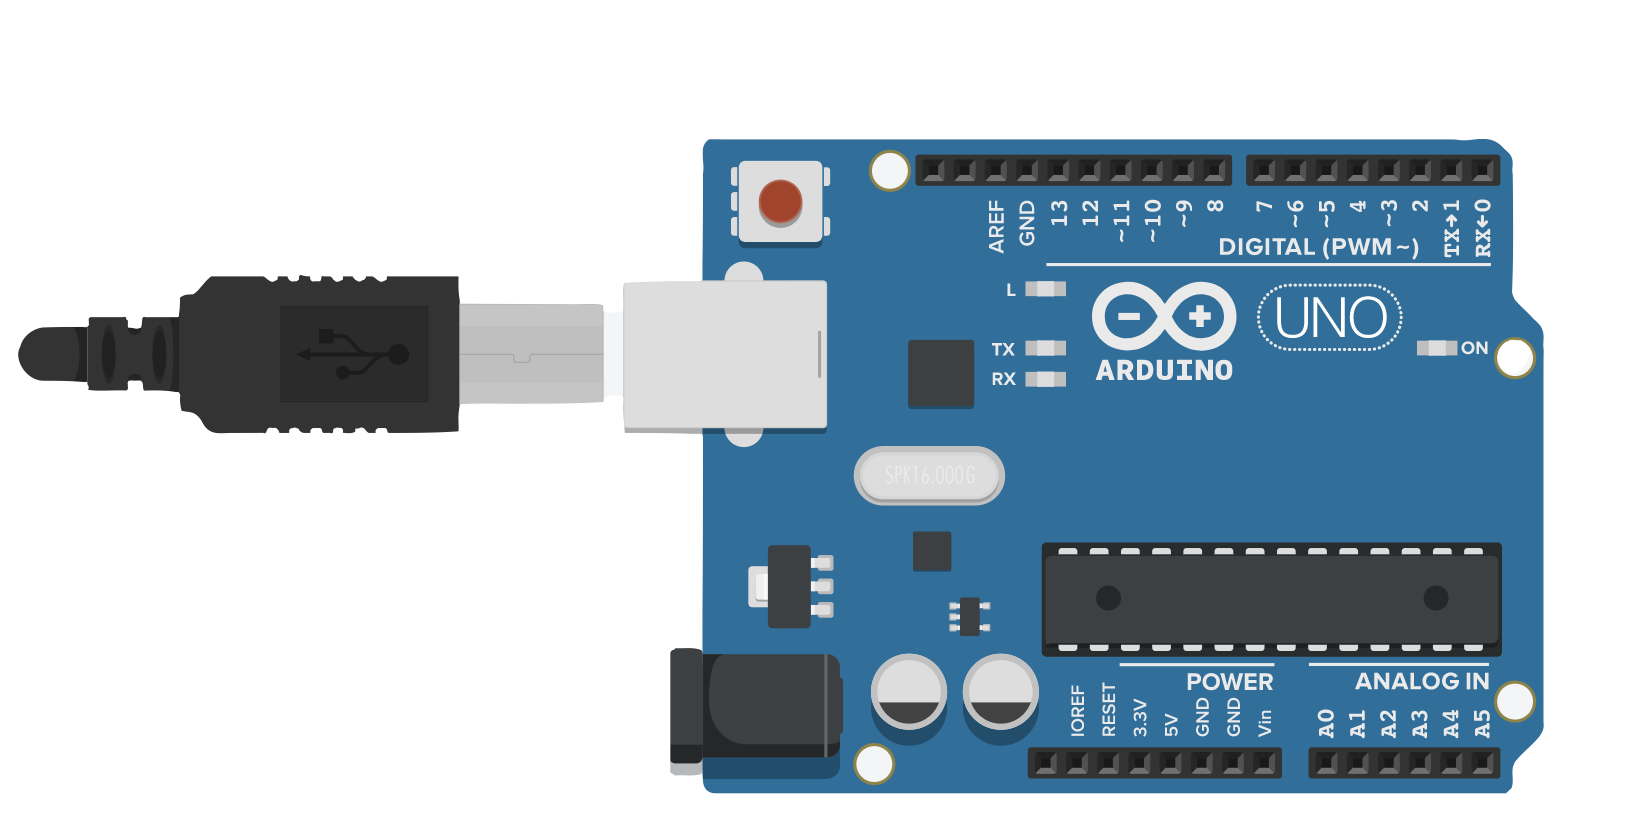 AREF GND 13 12 ~11 ~10 ~9 8 7 ~6 ~5 4 ~3 2 TX→1 RX←0
DIGITAL (PWM~)
L
UNO
TX
ON
RX
ARDUINO
SPK16.000G
POWER
ANALOG IN
IOREF RESET 3.3V 5V GND GND Vin A0 A1 A2 A3 A4 A5